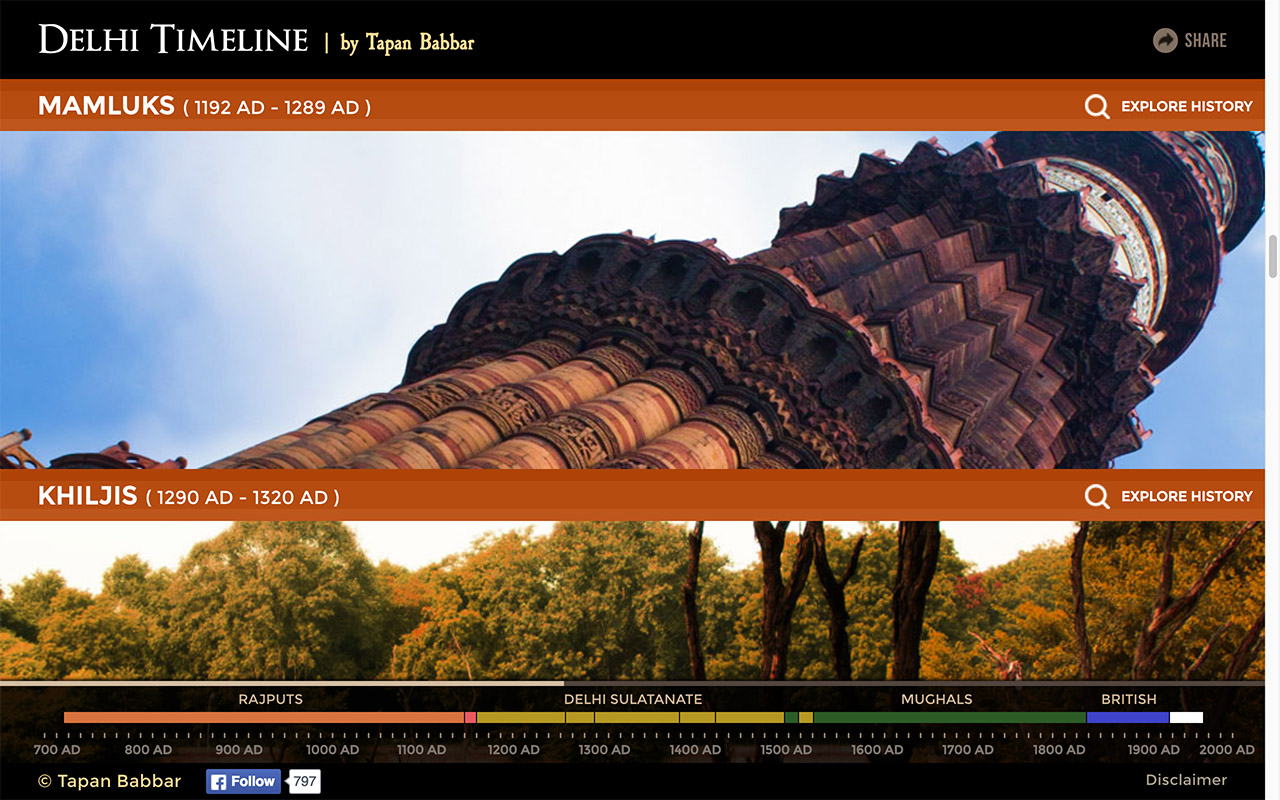 DELHI TIMELINE | by Tapan Babbar
SHARE
MAMLUKS ( 1192 AD - 1289 AD )
EXPLORE HISTORY
KHILJIS ( 1290 AD - 1320 AD )
EXPLORE HISTORY
RAJPUTS DELHI SULATANATE MUGHALS BRITISH
700 AD 800 AD 900 AD 1000 AD 1100 AD 1200 AD 1300 AD 1400 AD 1500 AD 1600 AD 1700 AD 1800 AD 1900 AD 2000 AD
© Tapan Babbar
Follow 797
Disclaimer